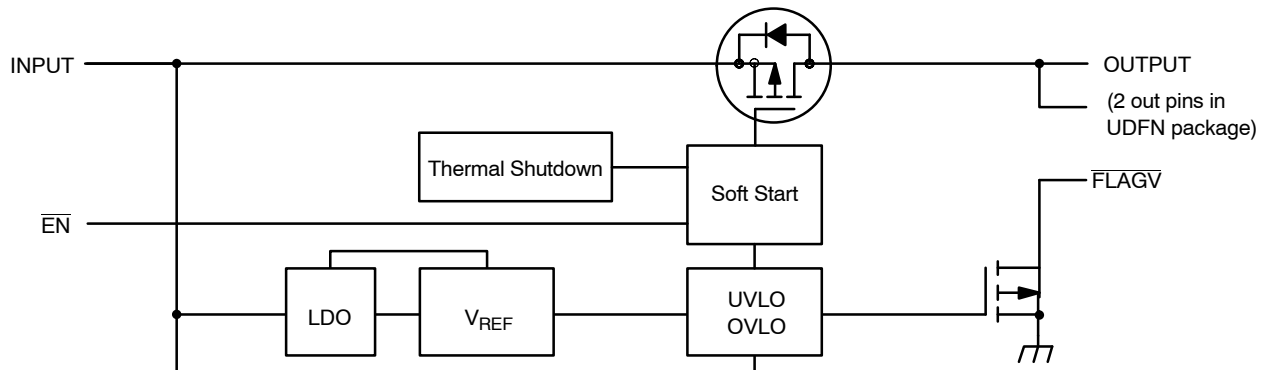 INPUT
OUTPUT
(2 out pins in
UDFN package)
Thermal Shutdown
Soft Start
FLAGV
EN
LDO
VREF
UVLO
OVLO